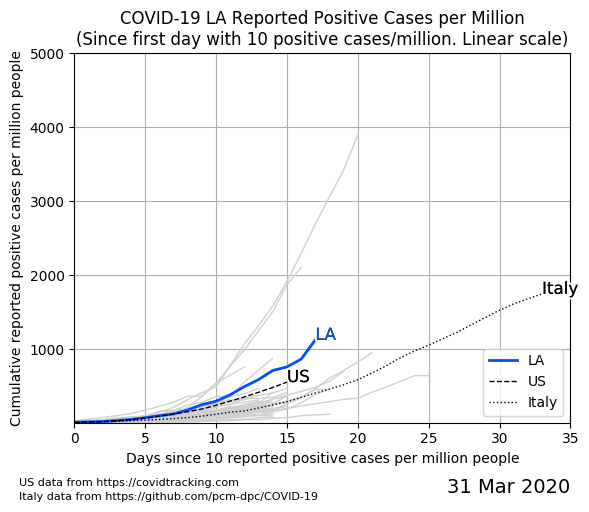 COVID-19 LA Reported Positive Cases per Million
(Since first day with 10 positive cases/million. Linear scale)
Cumulative reported positive cases per million people
5000
4000
3000
2000
1000
Italy
LA
US
LA
US
Italy
0 5 10 15 20 25 30 35
Days since 10 reported positive cases per million people
US data from https://covidtracking.com
Italy data from https://github.com/pcm-dpc/COVID-19
31 Mar 2020